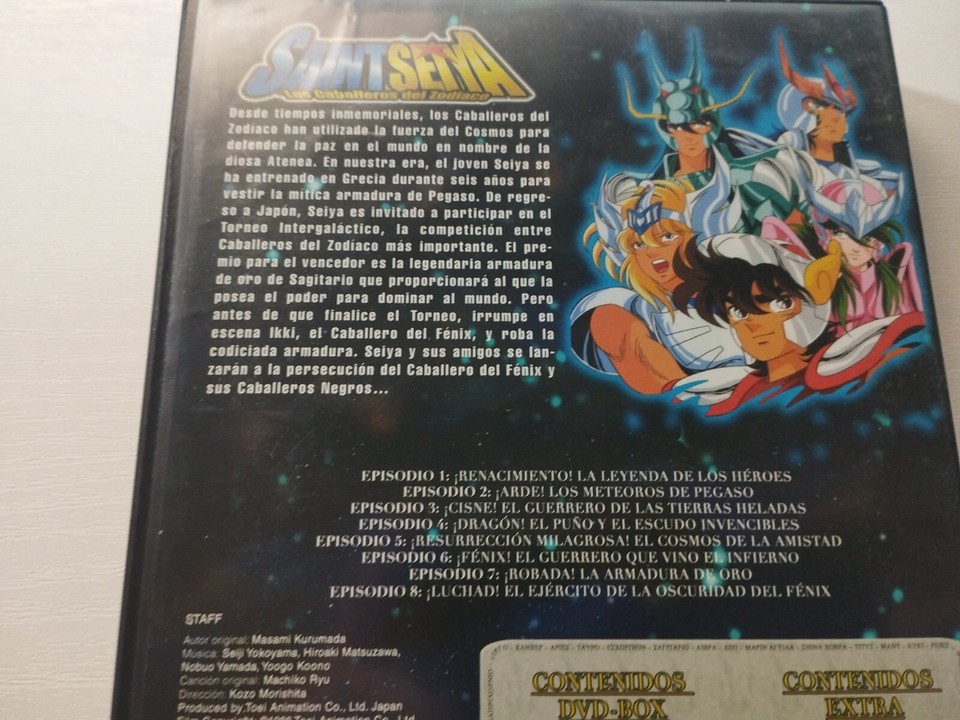 SAINT SEIYA
Los Caballeros del Zodiaco
Desde tiempos inmemoriales, los Caballeros del
Zodiaco han utilizado la fuerza del Cosmos para
defender la paz en el mundo en nombre de la
diosa Atenea. En nuestra era, el joven Seiya se
ha entrenado en Grecia durante seis años para
vestir la mítica armadura de Pegaso. De regre-
so a Japón, Seiya es invitado a participar en el
Torneo Intergaláctico, la competición entre
Caballeros del Zodíaco más importante. El pre-
mio para el vencedor es la legendaria armadura
de oro de Sagitario que proporcionará al que la
posea el poder para dominar al mundo. Pero
antes de que finalice el Torneo, irrumpe en
escena Ikki, el Caballero del Fénix, y roba la
codiciada armadura. Seiya y sus amigos se lan-
zarán a la persecución del Caballero del Fénix y
sus Caballeros Negros...
EPISODIO 1: ¡RENACIMIENTO! LA LEYENDA DE LOS HÉROES
EPISODIO 2: ¡ARDE! LOS METEOROS DE PEGASO
EPISODIO 3: ¡CISNE! EL GUERRERO DE LAS TIERRAS HELADAS
EPISODIO 4: ¡DRAGÓN! EL PUÑO Y EL ESCUDO INVENCIBLES
EPISODIO 5: ¡RESURRECCIÓN MILAGROSA! EL COSMOS DE LA AMISTAD
EPISODIO 6: ¡FÉNIX! EL GUERRERO QUE VINO EL INFIERNO
EPISODIO 7: ¡ROBADA! LA ARMADURA DE ORO
EPISODIO 8: ¡LUCHAD! EL EJÉRCITO DE LA OSCURIDAD DEL FÉNIX
STAFF
Autor original: Masami Kurumada
Música: Seiji Yokoyama, Hiroaki Matsuzawa,
Nobuo Yamada, Yoogo Koono
Canción original: Machiko Ryu
Dirección: Kozo Morishita
Produced by Toei Animation Co., Ltd. Japan
Toei Animation Co., Ltd
CONTENIDOS
DVD-BOX
CONTENIDOS
EXTRA